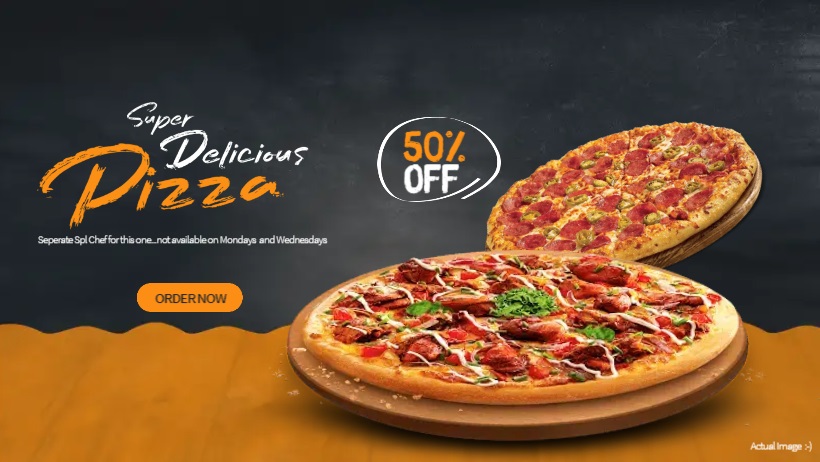 Super
Delicious
Pizza
Seperate Spl Chef for this one...not available on Mondays and Wednesdays
ORDER NOW
50%
OFF
Actual Image :-)